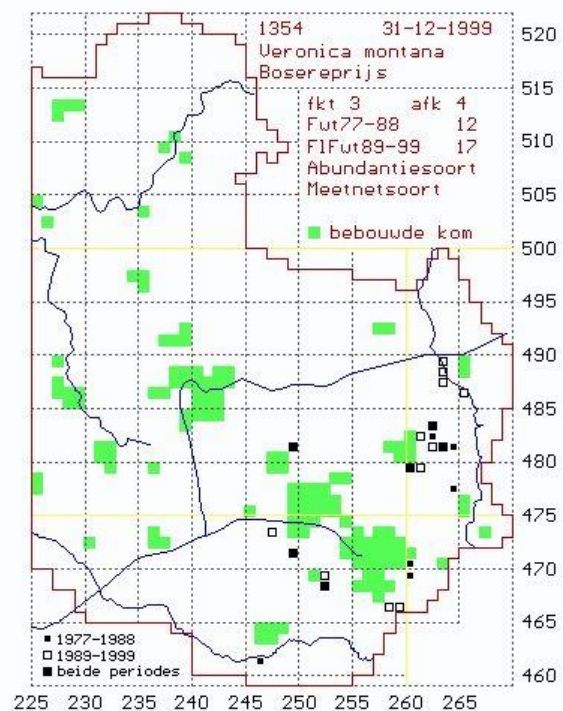 1354 31-12-1999
Veronica montana
Bosereprijs
fkt 3 afk 4
Fut77-88 12
FlFut89-99 17
Abundantiesoort
Meetnetsoort
bebouwde kom
520
515
510
505
500
495
490
485
480
475
470
465
460
1977-1988
1989-1999
beide periodes
225 230 235 240 245 250 255 260 265